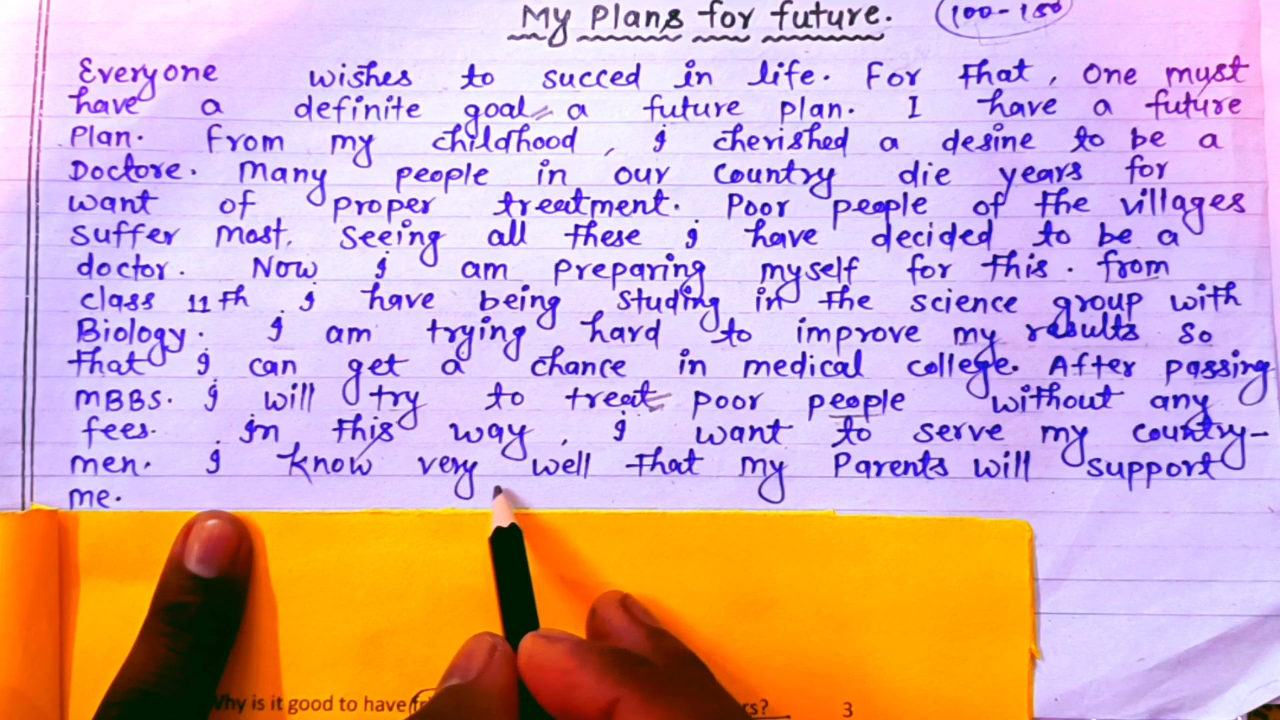 My Plans for future.
(100-150)
Everyone wishes to succed in life. For that, one must
have a definite goal a future plan. I have a future
Plan. From my childhood, I cherished a desine to be a
Doctore. Many people in our country die years for
want of proper treatment. Poor people of the villages
suffer most. Seeing all these I have decided to be a
doctor. Now I am preparing myself for this. from
class 11th I have being studing in the science group with
Biology. I am trying hard to improve my results so
that I can get a chance in medical college. After passing
MBBS. I will try to treat poor people without any
fees. In this way, I want to serve my country-
men. I know very well that my Parents will support
me.
Why is it good to have
rs? 3